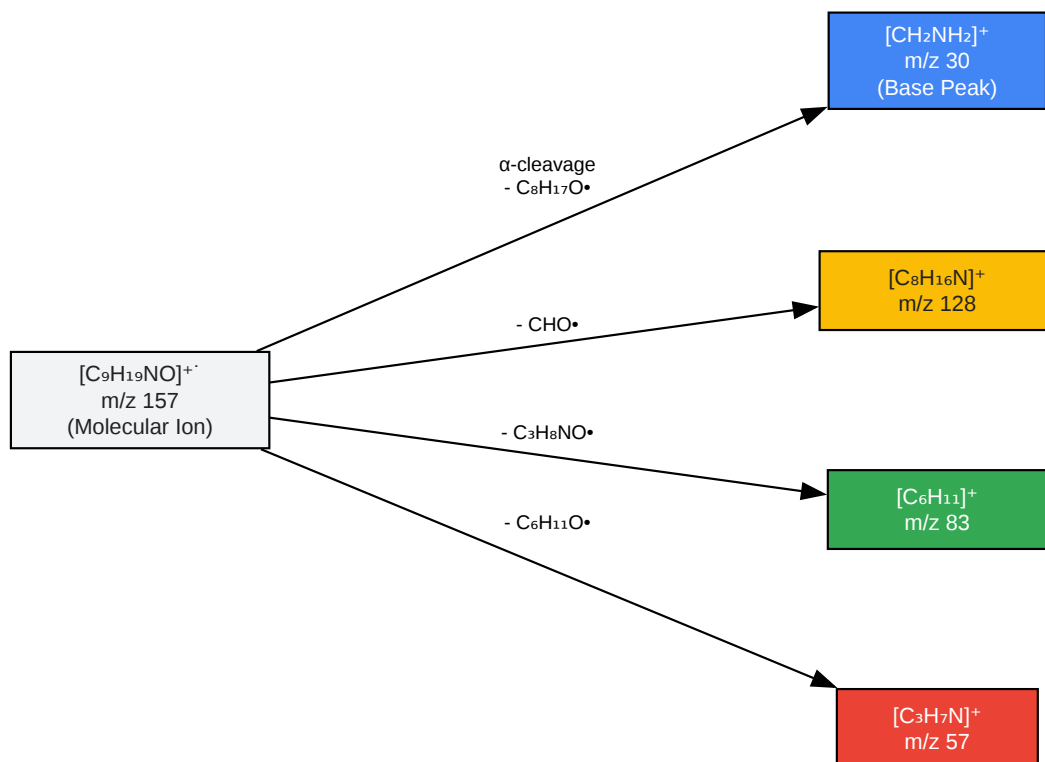 [CH₂NH₂]⁺
m/z 30
(Base Peak)
α-cleavage
- C₈H₁₇O•
[C₈H₁₆N]⁺
m/z 128
- CHO•
[C₉H₁₉NO]⁺˙
m/z 157
(Molecular Ion)
- C₃H₈NO•
[C₆H₁₁]⁺
m/z 83
- C₆H₁₁O•
[C₃H₇N]⁺
m/z 57